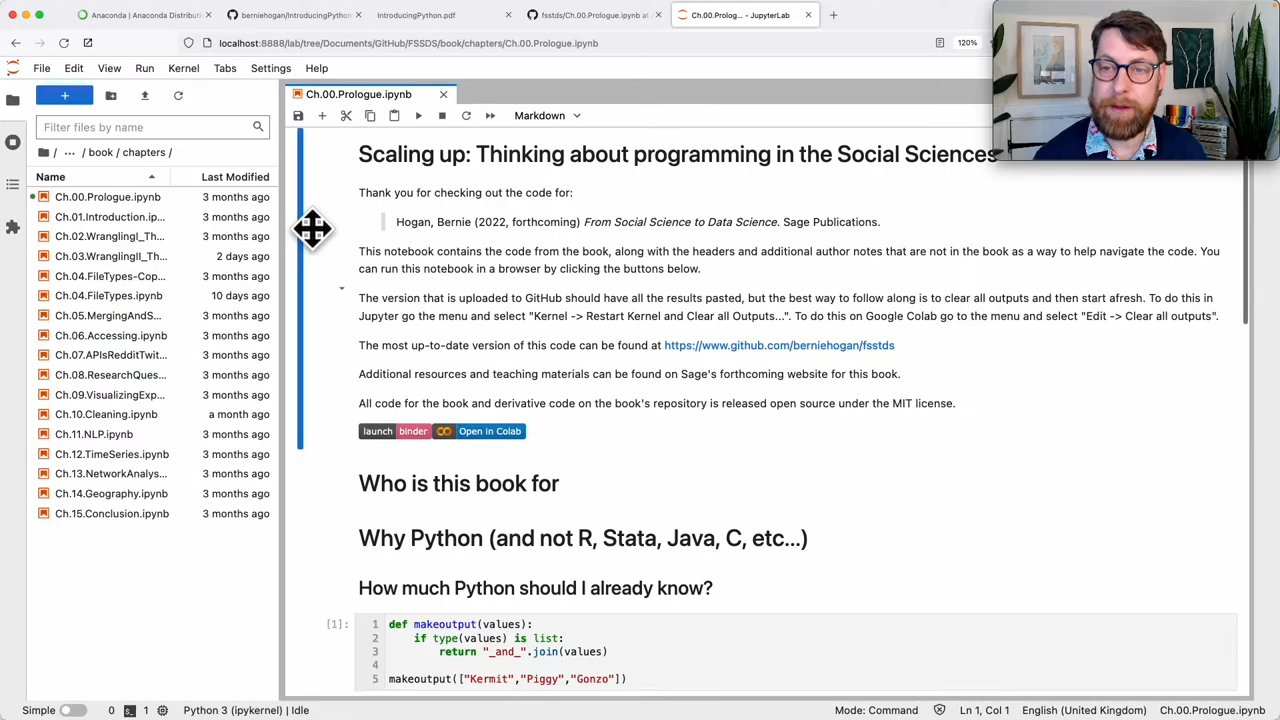 Anaconda | Anaconda Distributi
berniehogan/IntroducingPython
IntroducingPython.pdf
fsstds/Ch.00.Prologue.ipynb at
Ch.00.Prolog... - JupyterLab
localhost:8888/lab/tree/Documents/GitHub/FSSDS/book/chapters/Ch.00.Prologue.ipynb
120%
File Edit View Run Kernel Tabs Settings Help
Ch.00.Prologue.ipynb
Markdown
Filter files by name
/ ... / book / chapters /
Name Last Modified
Ch.00.Prologue.ipynb 3 months ago
Ch.01.Introduction.ip... 3 months ago
Ch.02.WranglingI_Th... 3 months ago
Ch.03.WranglingII_Th... 2 days ago
Ch.04.FileTypes-Cop... 3 months ago
Ch.04.FileTypes.ipynb 10 days ago
Ch.05.MergingAndS... 3 months ago
Ch.06.Accessing.ipynb 3 months ago
Ch.07.APIsRedditTwit... 3 months ago
Ch.08.ResearchQues... 3 months ago
Ch.09.VisualizingExp... 3 months ago
Ch.10.Cleaning.ipynb a month ago
Ch.11.NLP.ipynb 3 months ago
Ch.12.TimeSeries.ipynb 3 months ago
Ch.13.NetworkAnalys... 3 months ago
Ch.14.Geography.ipynb 3 months ago
Ch.15.Conclusion.ipynb 3 months ago
Scaling up: Thinking about programming in the Social Sciences
Thank you for checking out the code for:
Hogan, Bernie (2022, forthcoming) From Social Science to Data Science. Sage Publications.
This notebook contains the code from the book, along with the headers and additional author notes that are not in the book as a way to help navigate the code. You
can run this notebook in a browser by clicking the buttons below.
The version that is uploaded to GitHub should have all the results pasted, but the best way to follow along is to clear all outputs and then start afresh. To do this in
Jupyter go the menu and select "Kernel -> Restart Kernel and Clear all Outputs...". To do this on Google Colab go to the menu and select "Edit -> Clear all outputs".
The most up-to-date version of this code can be found at https://www.github.com/berniehogan/fsstds
Additional resources and teaching materials can be found on Sage's forthcoming website for this book.
All code for the book and derivative code on the book's repository is released open source under the MIT license.
launch binder Open in Colab
Who is this book for
Why Python (and not R, Stata, Java, C, etc...)
How much Python should I already know?
[1]:
1 def makeoutput(values):
2 if type(values) is list:
3 return "_and_".join(values)
4
5 makeoutput(["Kermit","Piggy","Gonzo"])
Simple 0 1 Python 3 (ipykernel) | Idle Mode: Command Ln 1, Col 1 English (United Kingdom) Ch.00.Prologue.ipynb